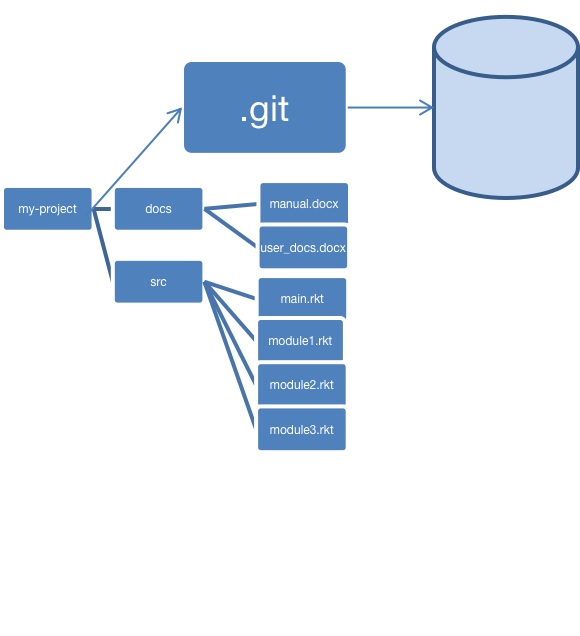 .git
my-project
docs
manual.docx
user_docs.docx
src
main.rkt
module1.rkt
module2.rkt
module3.rkt